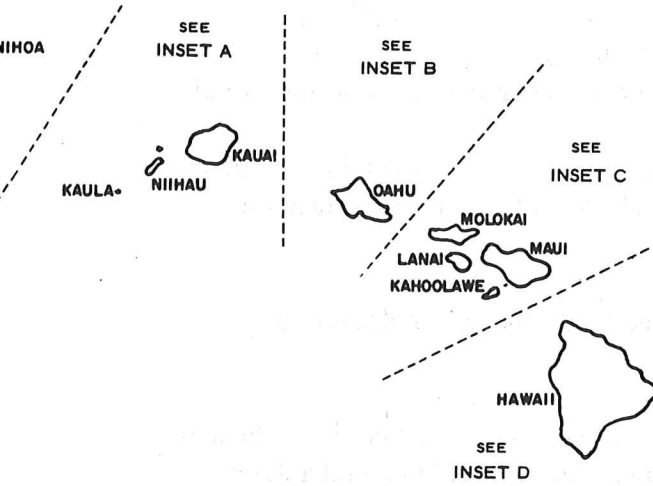 NIHOA
SEE
INSET A
SEE
INSET B
KAUAI
NIIHAU
KAULA
SEE
INSET C
OAHU
MOLOKAI
LANAI
MAUI
KAHOOLAWE
HAWAII
SEE
INSET D